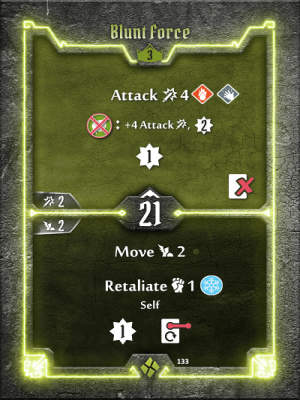 Blunt Force
3
Attack 4
: +4 Attack , 2
1
2
21
2
Move 2
Retaliate 1
Self
1
133